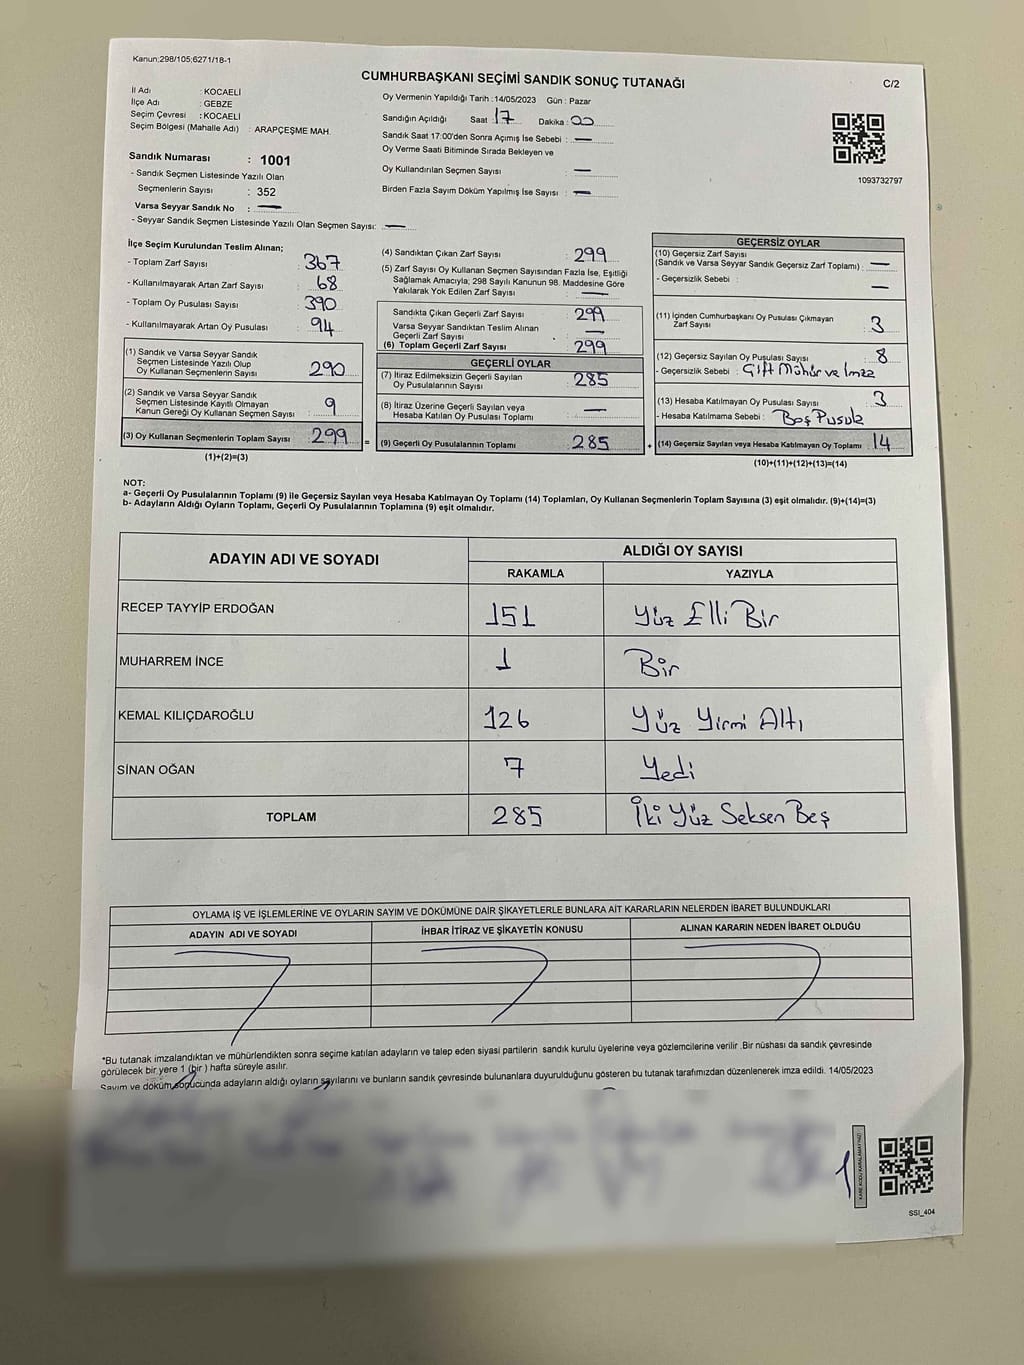 Kanun;298/105;6271/18-1
CUMHURBAŞKANI SEÇİMİ SANDIK SONUÇ TUTANAĞI
C/2
İl Adı : KOCAELİ
İlçe Adı : GEBZE
Seçim Çevresi : KOCAELİ
Seçim Bölgesi (Mahalle Adı) : ARAPÇEŞME MAH.
Sandık Numarası : 1001
- Sandık Seçmen Listesinde Yazılı Olan
Seçmenlerin Sayısı : 352
Varsa Seyyar Sandık No : —
- Seyyar Sandık Seçmen Listesinde Yazılı Olan Seçmen Sayısı: —
Oy Vermenin Yapıldığı Tarih : 14/05/2023 Gün : Pazar
Sandığın Açıldığı Saat : 17 Dakika : 00
Sandık Saat 17:00'den Sonra Açımış İse Sebebi : —
Oy Verme Saati Bitiminde Sırada Bekleyen ve
Oy Kullandırılan Seçmen Sayısı : —
Birden Fazla Sayım Döküm Yapılmış İse Sayısı : —
1093732797
İlçe Seçim Kurulundan Teslim Alınan;
- Toplam Zarf Sayısı : 367
- Kullanılmayarak Artan Zarf Sayısı : 68
- Toplam Oy Pusulası Sayısı : 390
- Kullanılmayarak Artan Oy Pusulası : 94
(1) Sandık ve Varsa Seyyar Sandık
Seçmen Listesinde Yazılı Olup
Oy Kullanan Seçmenlerin Sayısı : 290
(2) Sandık ve Varsa Seyyar Sandık
Seçmen Listesinde Kayıtlı Olmayan
Kanun Gereği Oy Kullanan Seçmen Sayısı : 9
(3) Oy Kullanan Seçmenlerin Toplam Sayısı : 299 =
(1)+(2)=(3)
(4) Sandıktan Çıkan Zarf Sayısı : 299
(5) Zarf Sayısı Oy Kullanan Seçmen Sayısından Fazla İse, Eşitliği
Sağlamak Amacıyla; 298 Sayılı Kanunun 98. Maddesine Göre
Yakılarak Yok Edilen Zarf Sayısı : —
Sandıkta Çıkan Geçerli Zarf Sayısı : 299
Varsa Seyyar Sandıktan Teslim Alınan
Geçerli Zarf Sayısı : —
(6) Toplam Geçerli Zarf Sayısı : 299
GEÇERLİ OYLAR
(7) İtiraz Edilmeksizin Geçerli Sayılan
Oy Pusulalarının Sayısı : 285
(8) İtiraz Üzerine Geçerli Sayılan veya
Hesaba Katılan Oy Pusulası Toplamı : —
(9) Geçerli Oy Pusulalarının Toplamı : 285 +
GEÇERSİZ OYLAR
(10) Geçersiz Zarf Sayısı
(Sandık ve Varsa Seyyar Sandık Geçersiz Zarf Toplamı) : —
- Geçersizlik Sebebi : —
(11) İçinden Cumhurbaşkanı Oy Pusulası Çıkmayan
Zarf Sayısı : 3
(12) Geçersiz Sayılan Oy Pusulası Sayısı : 8
- Geçersizlik Sebebi : Çift Mühür ve İmza
(13) Hesaba Katılmayan Oy Pusulası Sayısı : 3
- Hesaba Katılmama Sebebi : Boş Pusula
(14) Geçersiz Sayılan veya Hesaba Katılmayan Oy Toplamı : 14
(10)+(11)+(12)+(13)=(14)
NOT:
a- Geçerli Oy Pusulalarının Toplamı (9) ile Geçersiz Sayılan veya Hesaba Katılmayan Oy Toplamı (14) Toplamları, Oy Kullanan Seçmenlerin Toplam Sayısına (3) eşit olmalıdır. (9)+(14)=(3)
b- Adayların Aldığı Oyların Toplamı, Geçerli Oy Pusulalarının Toplamına (9) eşit olmalıdır.
ADAYIN ADI VE SOYADI ALDIĞI OY SAYISI
RAKAMLA YAZIYLA
RECEP TAYYİP ERDOĞAN 151 Yüz Elli Bir
MUHARREM İNCE 1 Bir
KEMAL KILIÇDAROĞLU 126 Yüz Yirmi Altı
SİNAN OĞAN 7 Yedi
TOPLAM 285 İki Yüz Seksen Beş
OYLAMA İŞ VE İŞLEMLERİNE VE OYLARIN SAYIM VE DÖKÜMÜNE DAİR ŞİKAYETLERLE BUNLARA AİT KARARLARIN NELERDEN İBARET BULUNDUKLARI
ADAYIN ADI VE SOYADI İHBAR İTİRAZ VE ŞİKAYETİN KONUSU ALINAN KARARIN NEDEN İBARET OLDUĞU
*Bu tutanak imzalandıktan ve mühürlendikten sonra seçime katılan adayların ve talep eden siyasi partilerin sandık kurulu üyelerine veya gözlemcilerine verilir .Bir nüshası da sandık çevresinde
görülecek bir yere 1 (bir ) hafta süreyle asılır.
Sayım ve döküm sonucunda adayların aldığı oyların sayılarını ve bunların sandık çevresinde bulunanlara duyurulduğunu gösteren bu tutanak tarafımızdan düzenlenerek imza edildi. 14/05/2023
KARE KODU KARALAMAYINIZ!
SSI_404